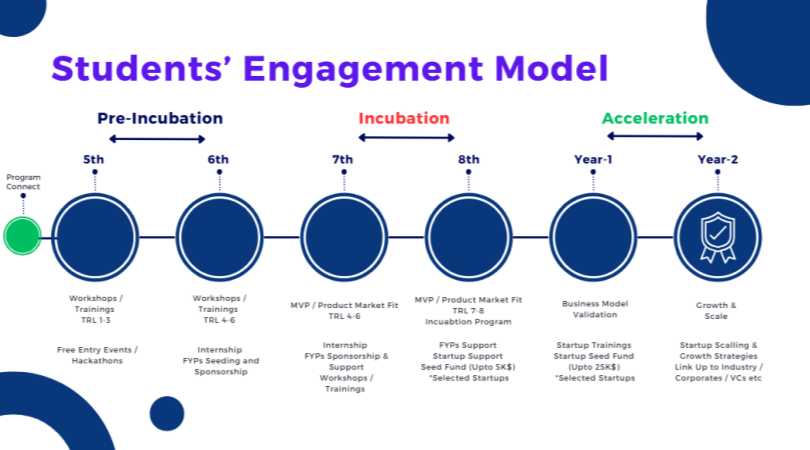 Students’ Engagement Model
Pre-Incubation
Incubation
Acceleration
5th
6th
7th
8th
Year-1
Year-2
Program
Connect
Workshops /
Trainings
TRL 1-3
Free Entry Events /
Hackathons
Workshops /
Trainings
TRL 4-6
Internship
FYPs Seeding and
Sponsorship
MVP / Product Market Fit
TRL 4-6
Internship
FYPs Sponsorship &
Support
Workshops /
Trainings
MVP / Product Market Fit
TRL 7-8
Incuabtion Program
FYPs Support
Startup Support
Seed Fund (Upto 5K$)
*Selected Startups
Business Model
Validation
Startup Trainings
Startup Seed Fund
(Upto 25K$)
*Selected Startups
Growth &
Scale
Startup Scalling &
Growth Strategies
Link Up to Industry /
Corporates / VCs etc